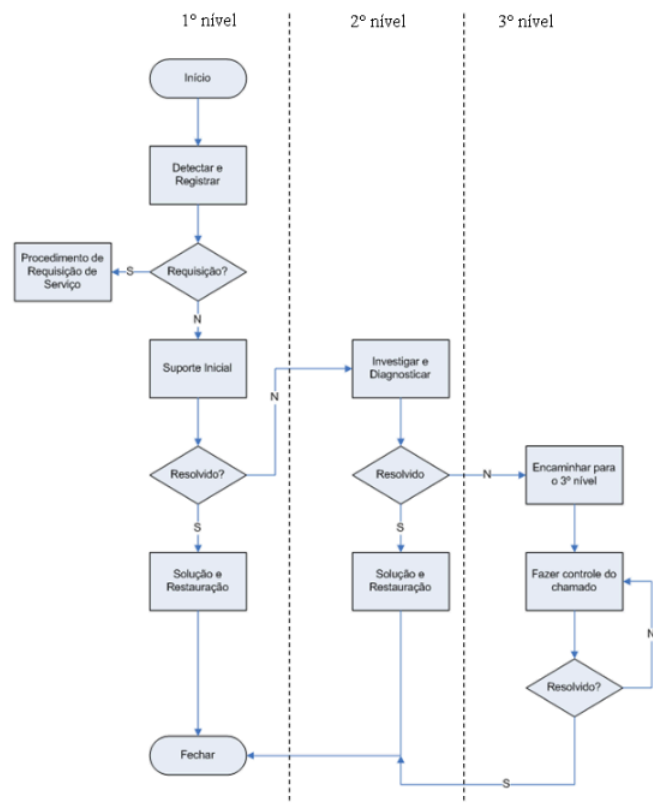 1º nível
2º nível
3º nível
Início
Detectar e
Registrar
Procedimento de
Requisição de
Serviço
S
Requisição?
N
Suporte Inicial
Investigar e
Diagnosticar
N
Resolvido?
Resolvido
N
Encaminhar para
o 3º nível
S
S
Solução e
Restauração
Solução e
Restauração
Fazer controle do
chamado
N
Resolvido?
Fechar
S